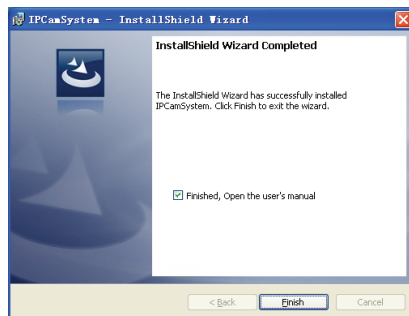 IPCamSystem - InstallShield Wizard
InstallShield Wizard Completed
The InstallShield Wizard has successfully installed
IPCamSystem. Click Finish to exit the wizard.
Finished, Open the user's manual
< Back
Finish
Cancel